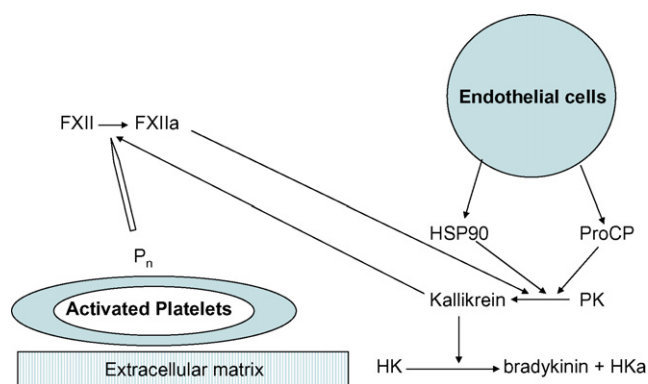 Endothelial cells
FXII FXIIa
HSP90 ProCP
Pn
Activated Platelets
Kallikrein PK
Extracellular matrix
HK bradykinin + HKa